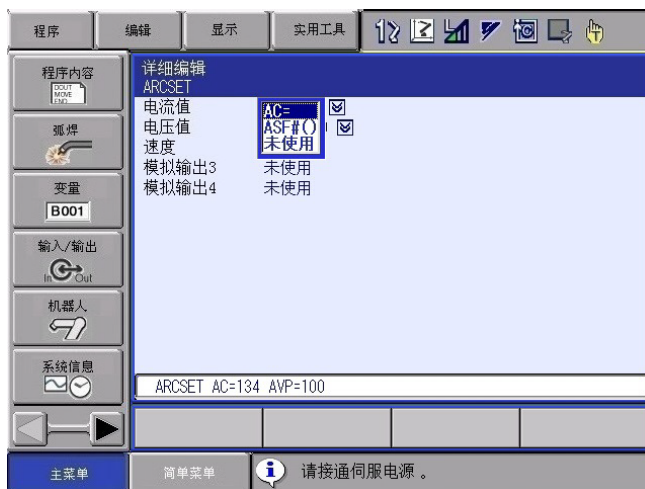 程序
编辑
显示
实用工具
程序内容
DOUT
MOVE
END
弧焊
变量
B001
输入/输出
In Out
机器人
系统信息
主菜单
简单菜单
详细编辑
ARCSET
电流值 AC=
电压值 ASF#()
速度 未使用
模拟输出3 未使用
模拟输出4 未使用
ARCSET AC=134 AVP=100
请接通伺服电源 。